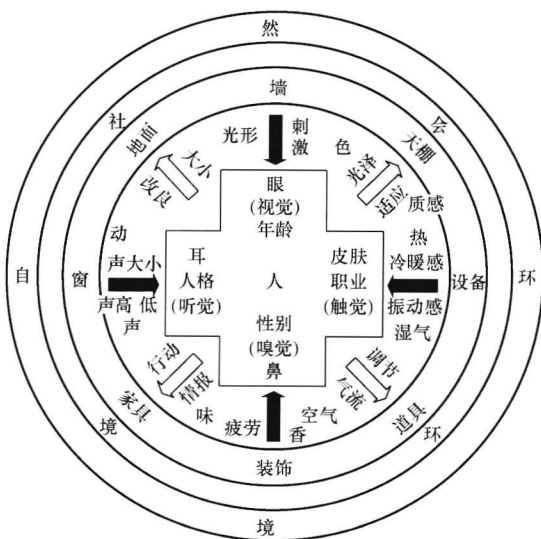 然
墙
社
会
地面
天棚
光形
刺激
色
大小
改良
光泽
适应
质感
眼
(视觉)
年龄
动
热
声大小
耳
皮肤
冷暖感
自
窗
人格
人
职业
设备
环
(听觉)
(触觉)
声高 低
声
振动感
湿气
性别
(嗅觉)
鼻
行动
情报
调节
气流
家具
味
疲劳
香
空气
道具
境
环
装饰
境